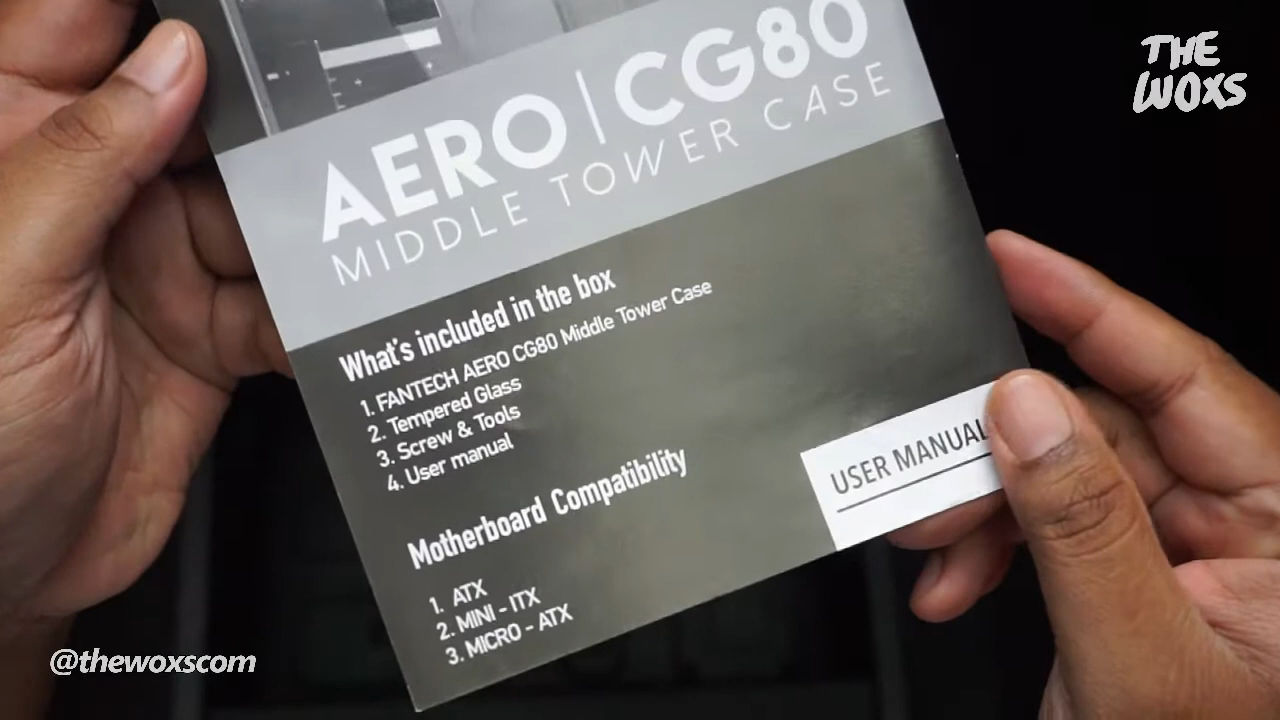 THE
WOXS
AERO | CG80
MIDDLE TOWER CASE
What's included in the box
1. FANTECH AERO CG80 Middle Tower Case
2. Tempered Glass
3. Screw & Tools
4. User manual
USER MANUAL
Motherboard Compatibility
1. ATX
2. MINI - ITX
3. MICRO - ATX
@thewoxscom